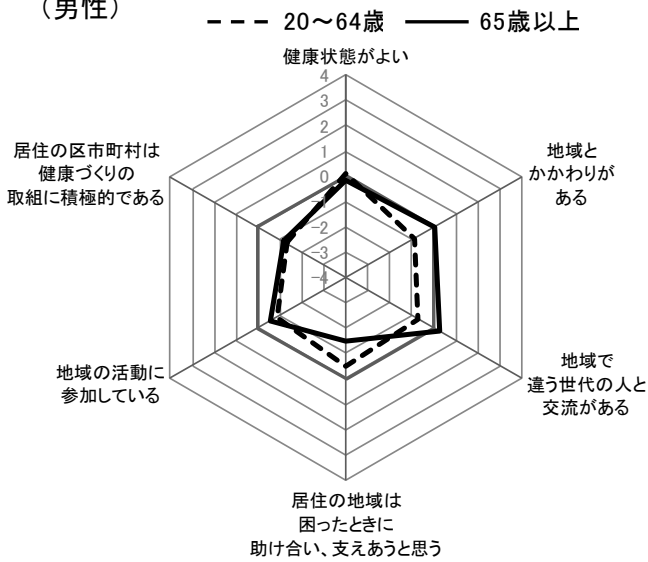 （男性）
20～64歳
65歳以上
健康状態がよい
4
3
2
1
0
-1
-2
-3
-4
地域と
かかわりが
ある
地域で
違う世代の人と
交流がある
居住の地域は
困ったときに
助け合い、支えあうと思う
地域の活動に
参加している
居住の区市町村は
健康づくりの
取組に積極的である